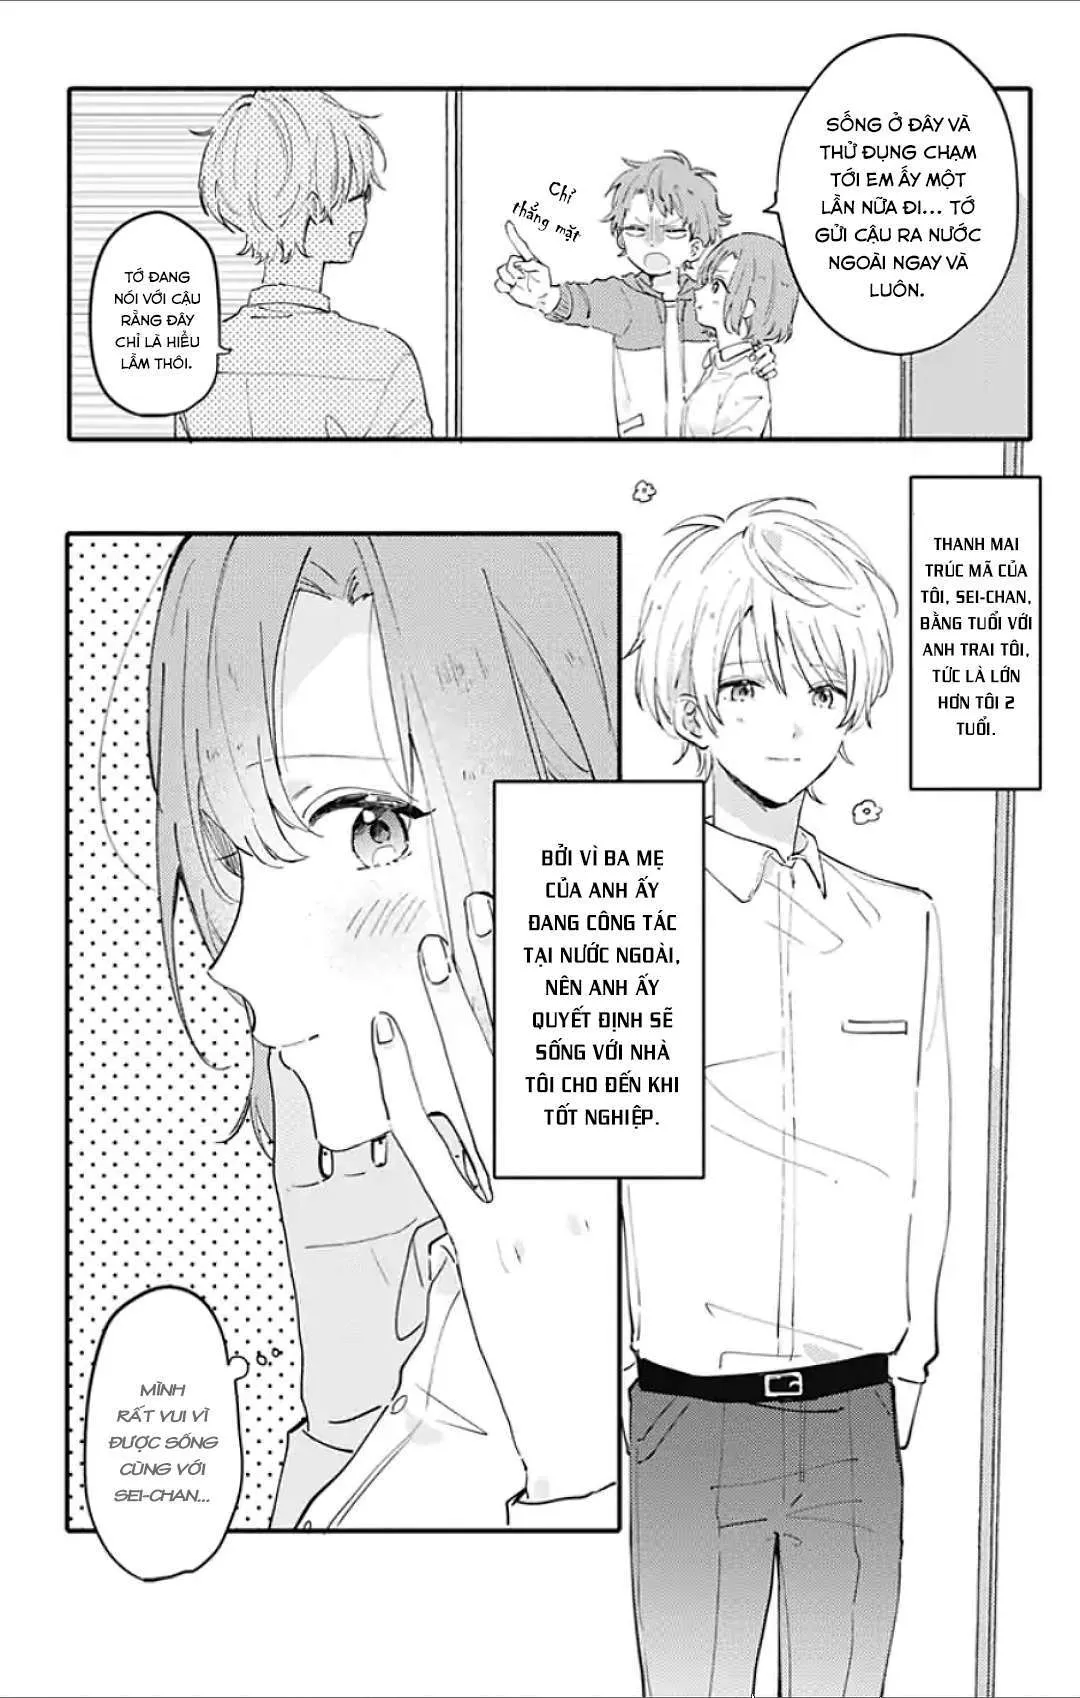 SỐNG Ở ĐÂY VÀ
THỬ ĐỤNG CHẠM
TỚI EM ẤY MỘT
LẦN NỮA ĐI... TỚ
GỬI CẬU RA NƯỚC
NGOÀI NGAY VÀ
LUÔN.
Chỉ
thẳng mặt
TỚ ĐANG
NÓI VỚI CẬU
RẰNG ĐÂY
CHỈ LÀ HIỂU
LẦM THÔI.
THANH MAI
TRÚC MÃ CỦA
TÔI, SEI-CHAN,
BẰNG TUỔI VỚI
ANH TRAI TÔI,
TỨC LÀ LỚN
HƠN TÔI 2
TUỔI.
BỞI VÌ BA MẸ
CỦA ANH ẤY
ĐANG CÔNG TÁC
TẠI NƯỚC NGOÀI,
NÊN ANH ẤY
QUYẾT ĐỊNH SẼ
SỐNG VỚI NHÀ
TÔI CHO ĐẾN KHI
TỐT NGHIỆP.
MÌNH
RẤT VUI VÌ
ĐƯỢC SỐNG
CÙNG VỚI
SEI-CHAN...